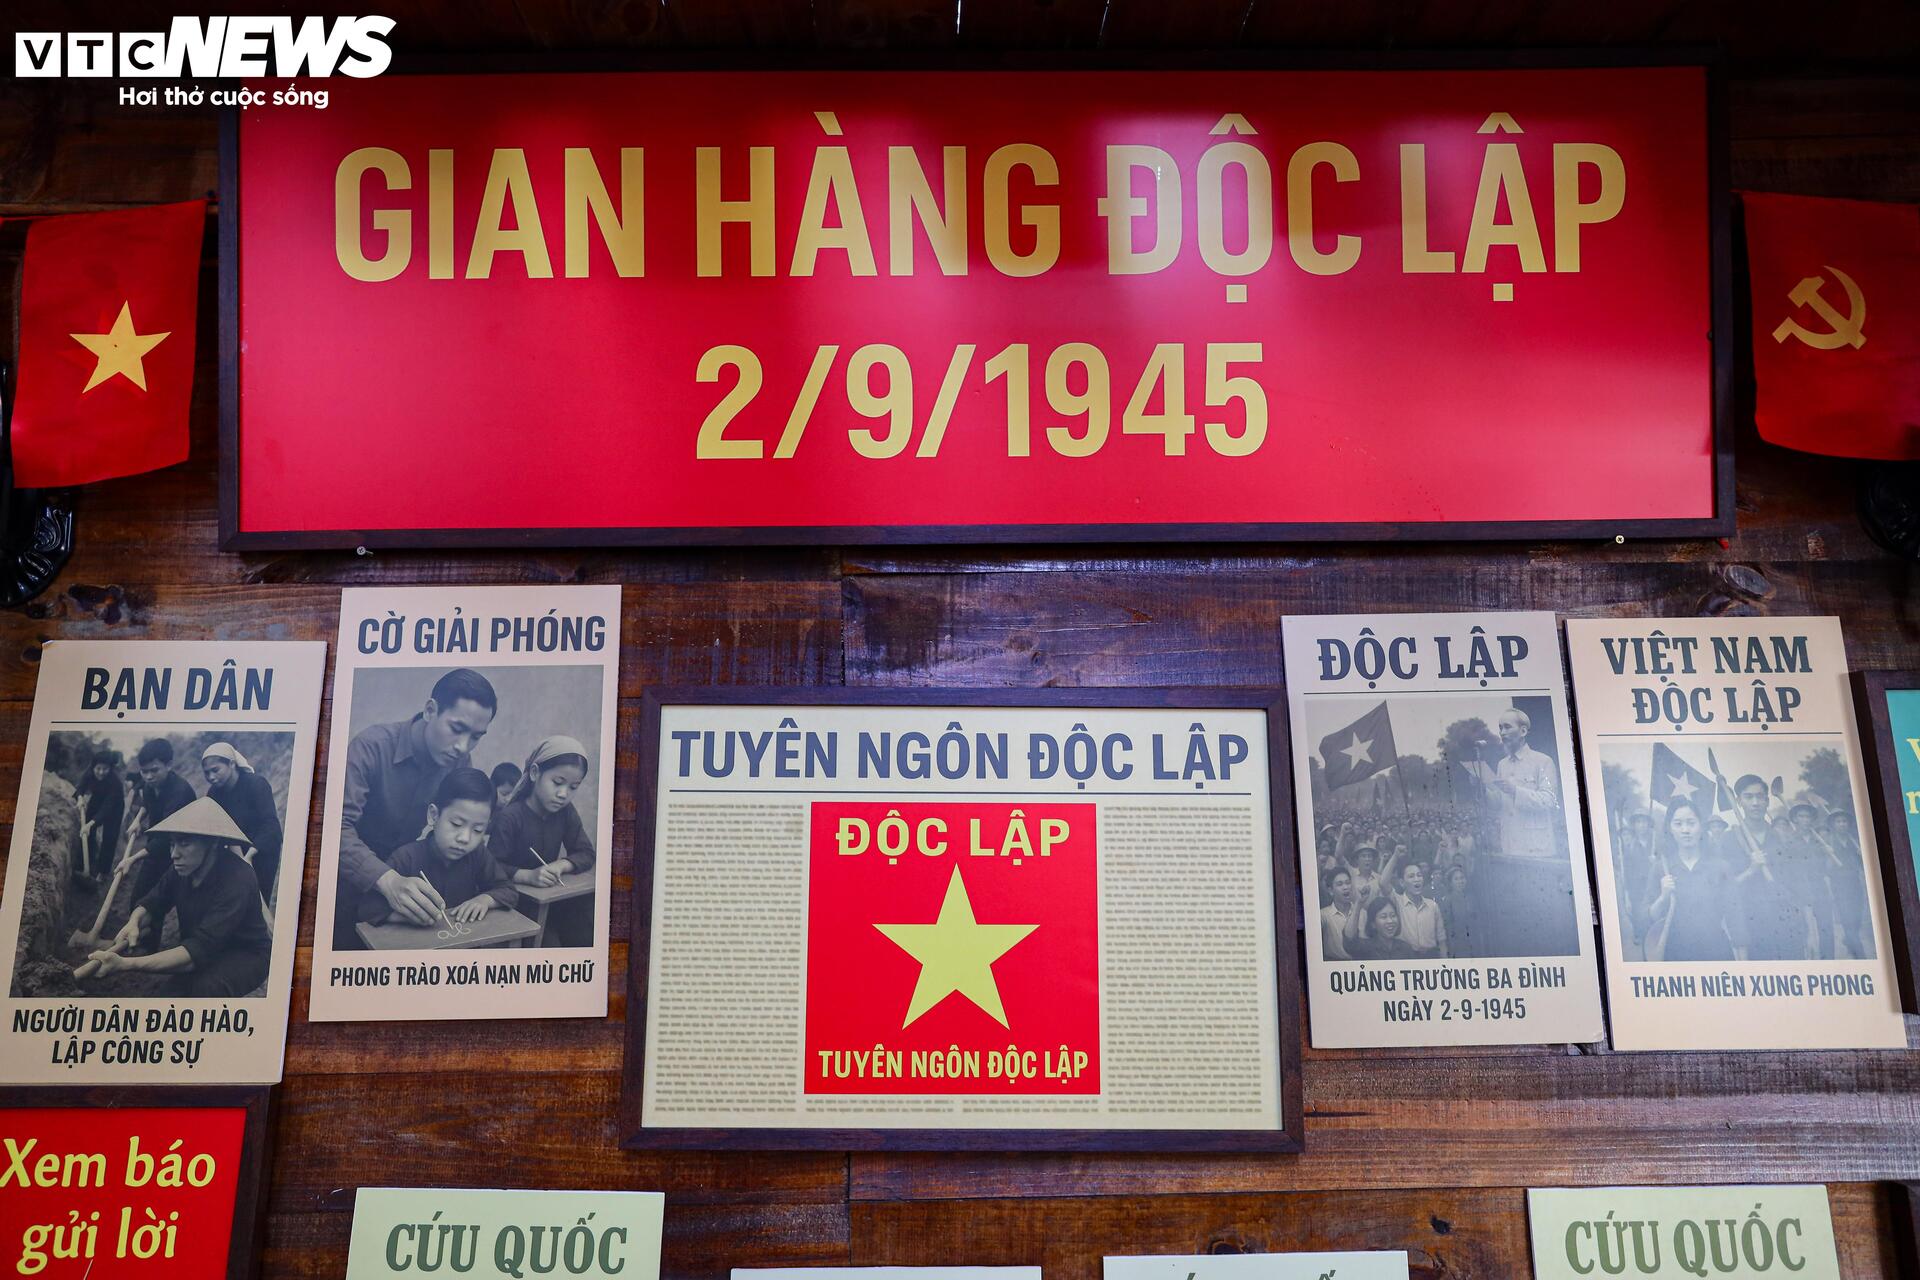 VTC NEWS
Hơi thở cuộc sống
GIAN HÀNG ĐỘC LẬP
2/9/1945
BẠN DÂN
NGƯỜI DÂN ĐÀO HÀO,
LẬP CÔNG SỰ
CỜ GIẢI PHÓNG
PHONG TRÀO XOÁ NẠN MÙ CHỮ
TUYÊN NGÔN ĐỘC LẬP
ĐỘC LẬP
TUYÊN NGÔN ĐỘC LẬP
ĐỘC LẬP
QUẢNG TRƯỜNG BA ĐÌNH
NGÀY 2-9-1945
VIỆT NAM
ĐỘC LẬP
THANH NIÊN XUNG PHONG
Xem báo
gửi lời
CỨU QUỐC
CỨU QUỐC